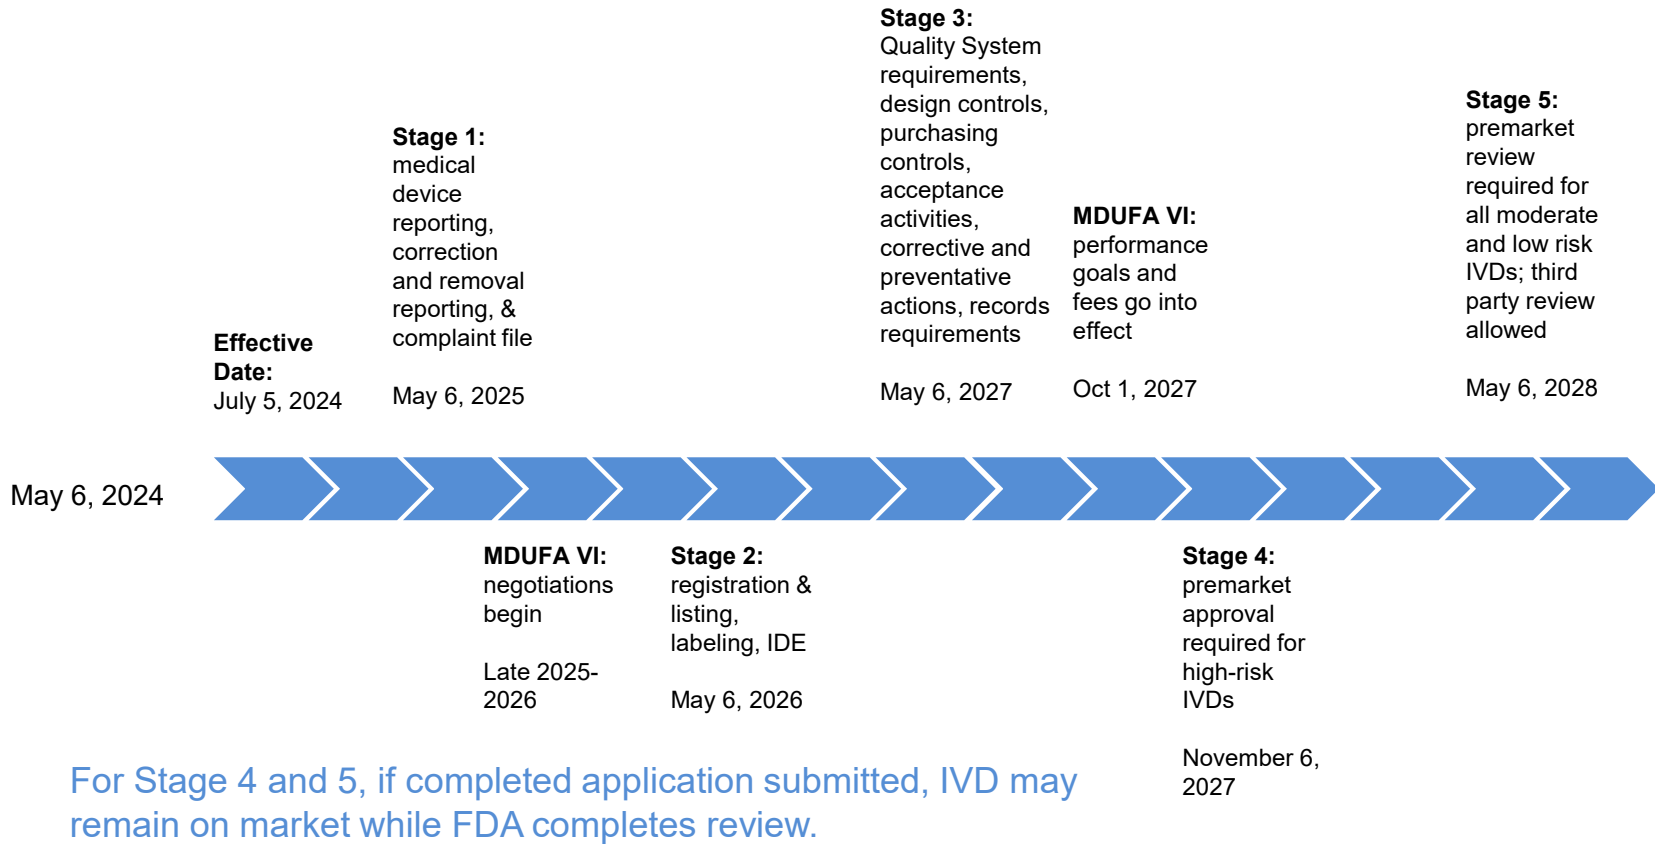 Stage 3:
Quality System
requirements,
design controls,
purchasing
controls,
acceptance
activities,
corrective and
preventative
actions, records
requirements
May 6, 2027
Stage 5:
premarket
review
required for
all moderate
and low risk
IVDs; third
party review
allowed
May 6, 2028
Stage 1:
medical
device
reporting,
correction
and removal
reporting, &
complaint file
May 6, 2025
MDUFA VI:
performance
goals and
fees go into
effect
Oct 1, 2027
Effective
Date:
July 5, 2024
May 6, 2024
MDUFA VI:
negotiations
begin
Late 2025-
2026
Stage 2:
registration &
listing,
labeling, IDE
May 6, 2026
Stage 4:
premarket
approval
required for
high-risk
IVDs
November 6,
2027
For Stage 4 and 5, if completed application submitted, IVD may
remain on market while FDA completes review.